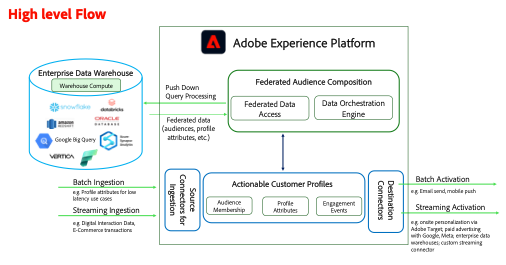 High level Flow
Adobe Experience Platform
Enterprise Data Warehouse
Warehouse Compute
snowflake
databricks
amazon
REDSHIFT
ORACLE
DATABASE
Google Big Query
Azure
Synapse
Analytics
VERTICA
Push Down
Query Processing
Federated data
(audiences, profile
attributes, etc.)
Federated Audience Composition
Federated Data
Access
Data Orchestration
Engine
Batch Ingestion
e.g. Profile attributes for low
latency use cases
Streaming Ingestion
e.g. Digital Interaction Data,
E-Commerce transactions
Source
Connectors for
Ingestion
Actionable Customer Profiles
Audience
Membership
Profile
Attributes
Engagement
Events
Destination
Connectors
Batch Activation
e.g. Email send, mobile push
Streaming Activation
e.g. onsite personalization via
Adobe Target; paid advertising
with Google, Meta; enterprise data
warehouses; custom streaming
connector